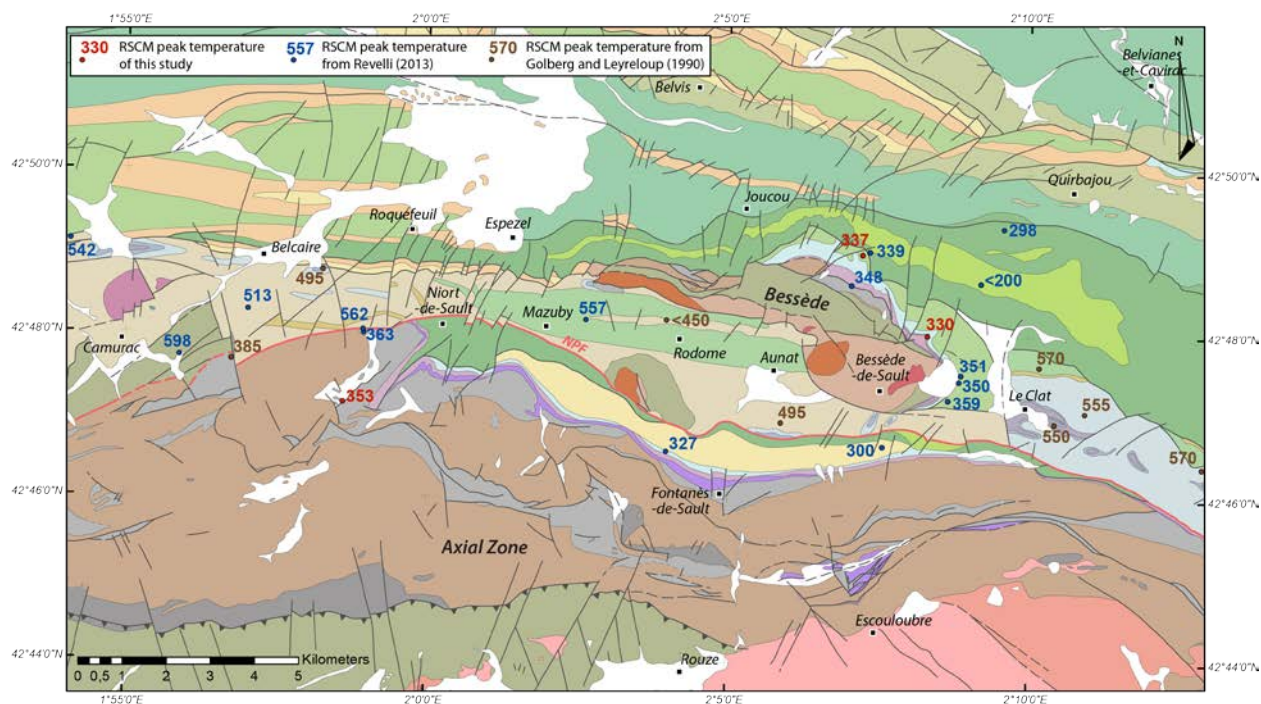 1°55'0"E
2°0'0"E
2°5'0"E
2°10'0"E
330 RSCM peak temperature of this study
557 RSCM peak temperature from Revelli (2013)
570 RSCM peak temperature from Golberg and Leyreloup (1990)
N
Belvianes
-et-Cavirac
Belvis
42°50'0"N
42°50'0"N
Quirbajou
Joucou
Roquefeuil
Espezel
298
542
Belcaire
337
339
495
348
<200
513
Niort
-de-Sault
Mazuby
557
<450
Bessède
562
363
330
42°48'0"N
42°48'0"N
Camurac
598
385
NPF
Rodome
Aunat
Bessède
-de-Sault
351
350
359
570
Le Clat
555
353
495
550
327
300
570
42°46'0"N
42°46'0"N
Fontanès
-de-Sault
Axial Zone
Escouloubre
42°44'0"N
42°44'0"N
Rouze
Kilometers
0 0,5 1 2 3 4 5
1°55'0"E
2°0'0"E
2°5'0"E
2°10'0"E